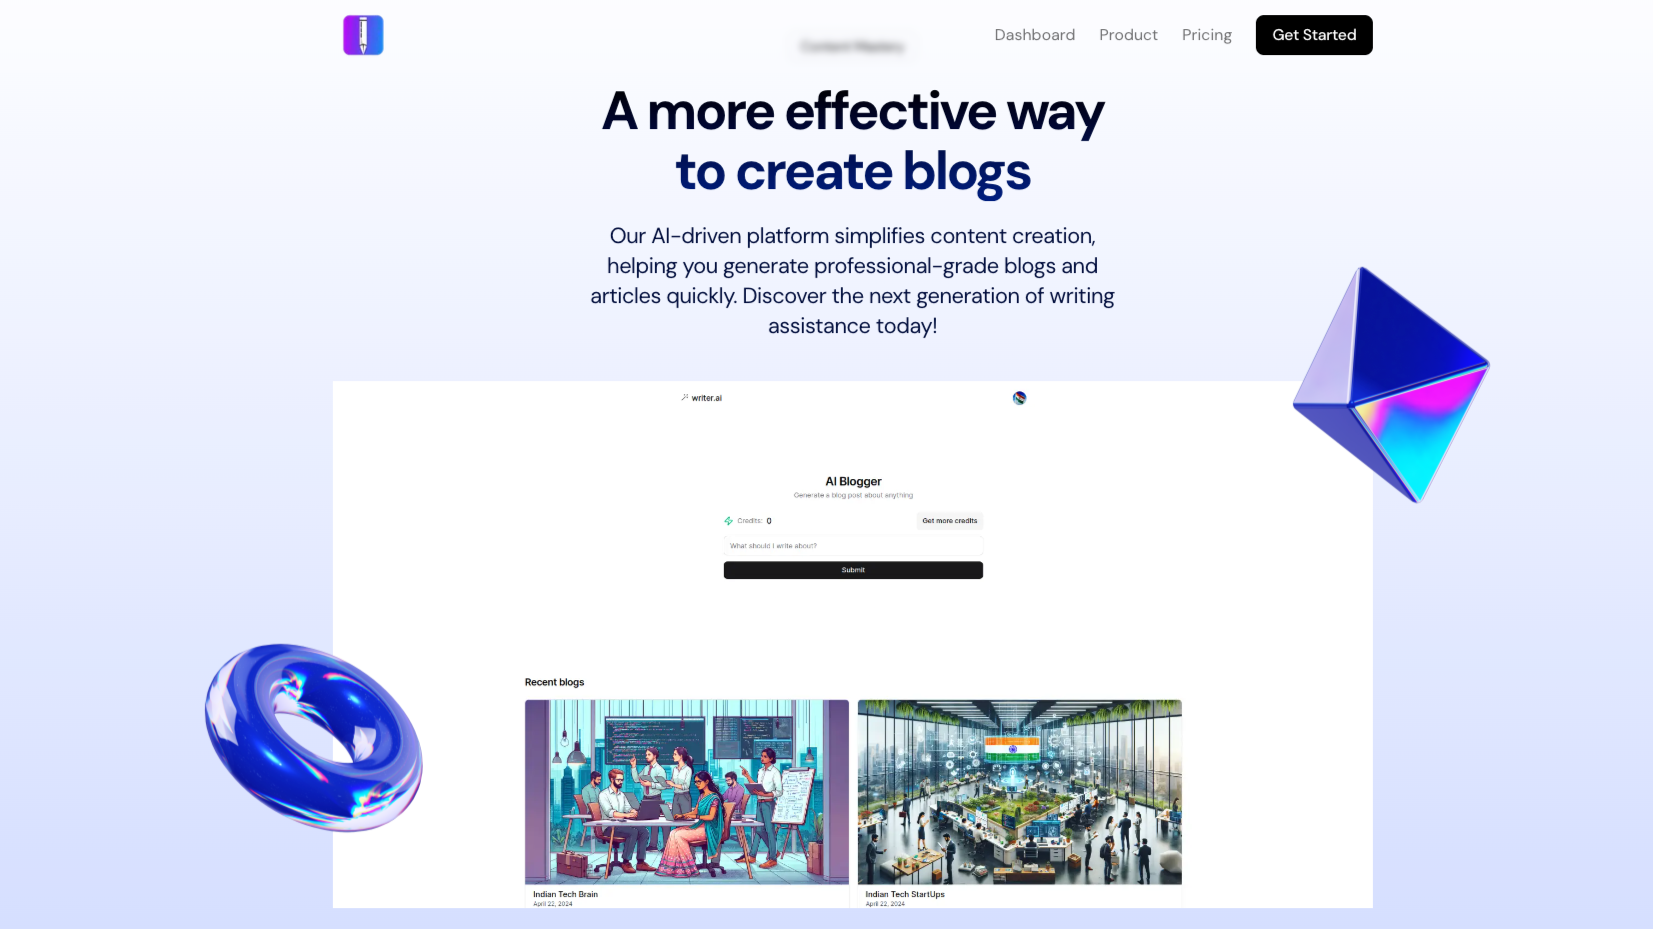 Content Mastery
Dashboard
Product
Pricing
Get Started
A more effective way
to create blogs
Our AI-driven platform simplifies content creation,
helping you generate professional-grade blogs and
articles quickly. Discover the next generation of writing
assistance today!
writer.ai
AI Blogger
Generate a blog post about anything
Credits: 0
Get more credits
What should I write about?
Submit
Recent blogs
Indian Tech Brain
April 22, 2024
Indian Tech StartUps
April 22, 2024